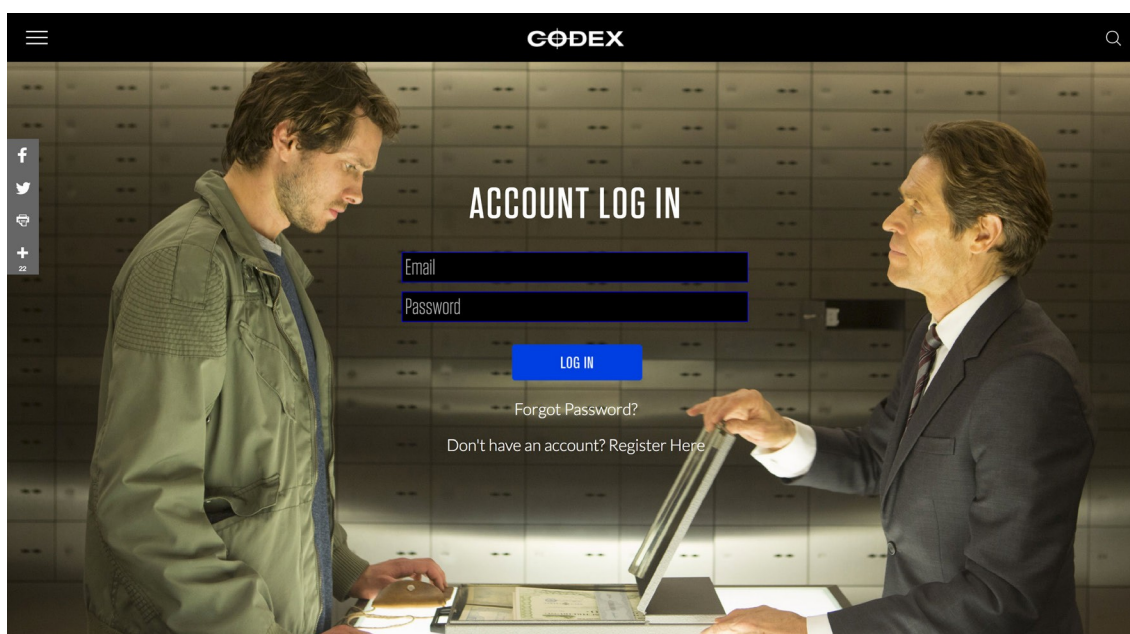 CODEX
22
ACCOUNT LOG IN
Email
Password
LOG IN
Forgot Password?
Don't have an account? Register Here